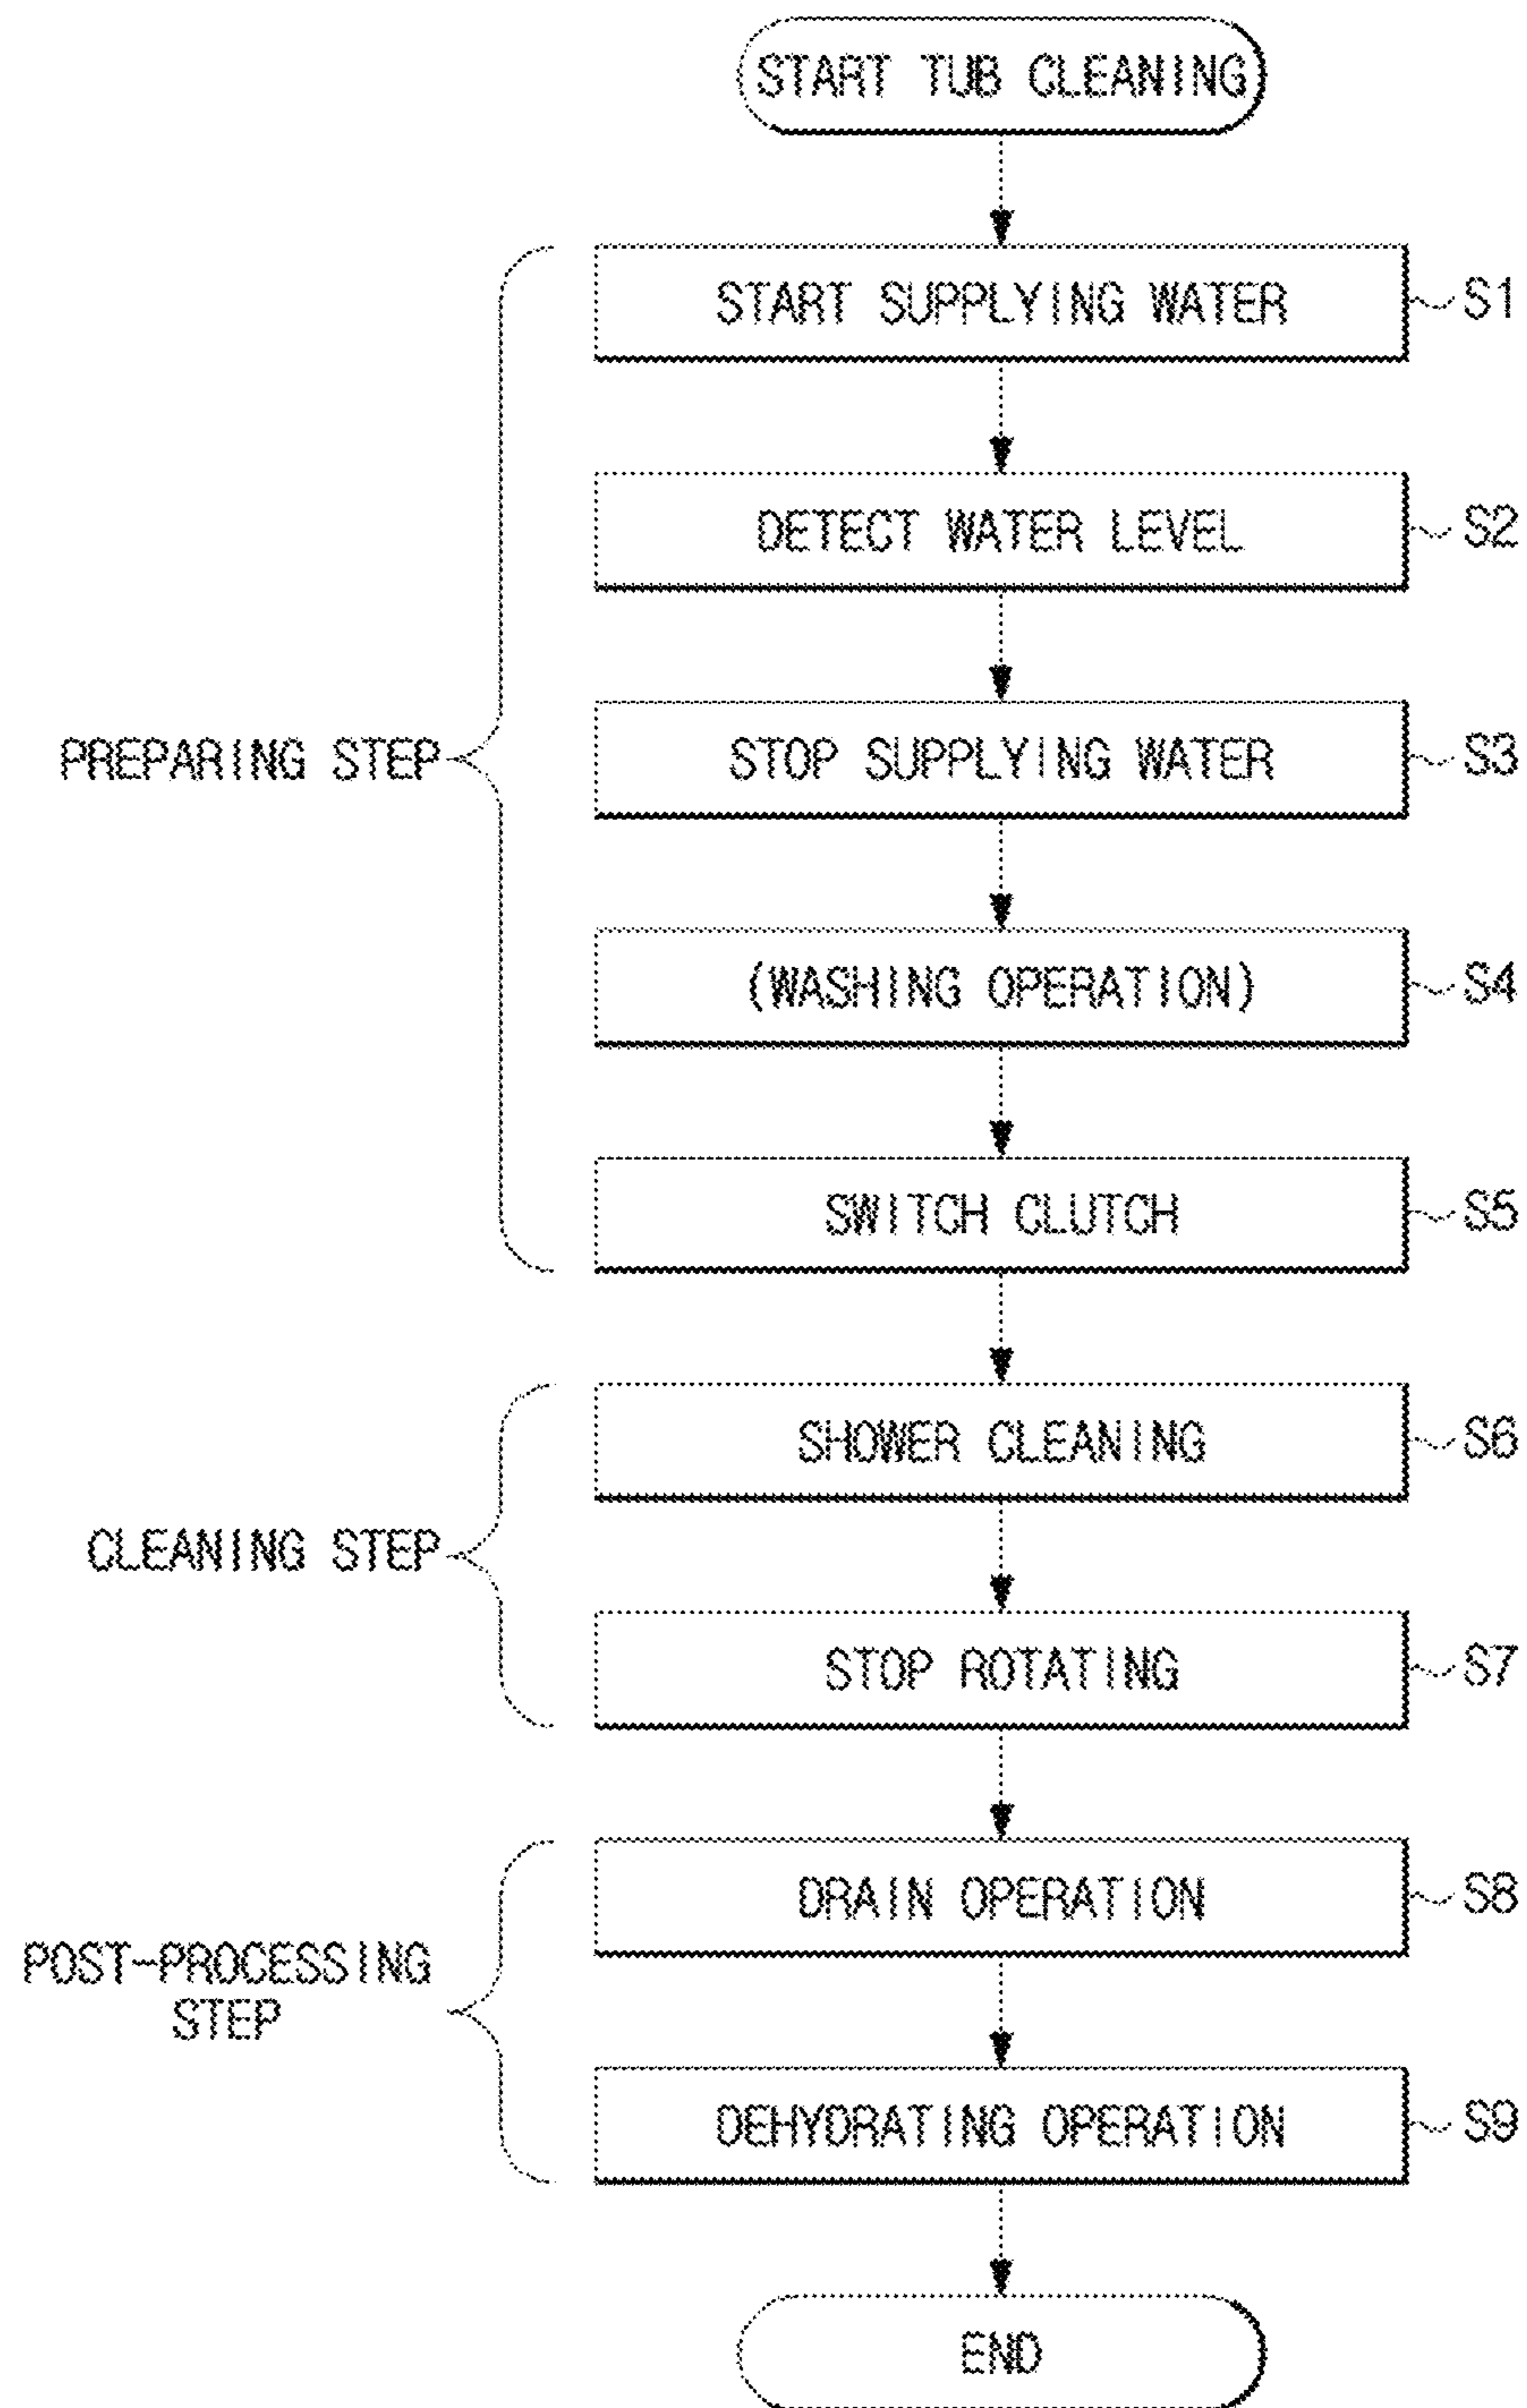 START TUB CLEANING
START SUPPLYING WATER
S1
DETECT WATER LEVEL
S2
PREPARING STEP
STOP SUPPLYING WATER
S3
(WASHING OPERATION)
S4
SWITCH CLUTCH
S5
SHOWER CLEANING
S6
CLEANING STEP
STOP ROTATING
S7
DRAIN OPERATION
S8
POST-PROCESSING
STEP
DEHYDRATING OPERATION
S9
END